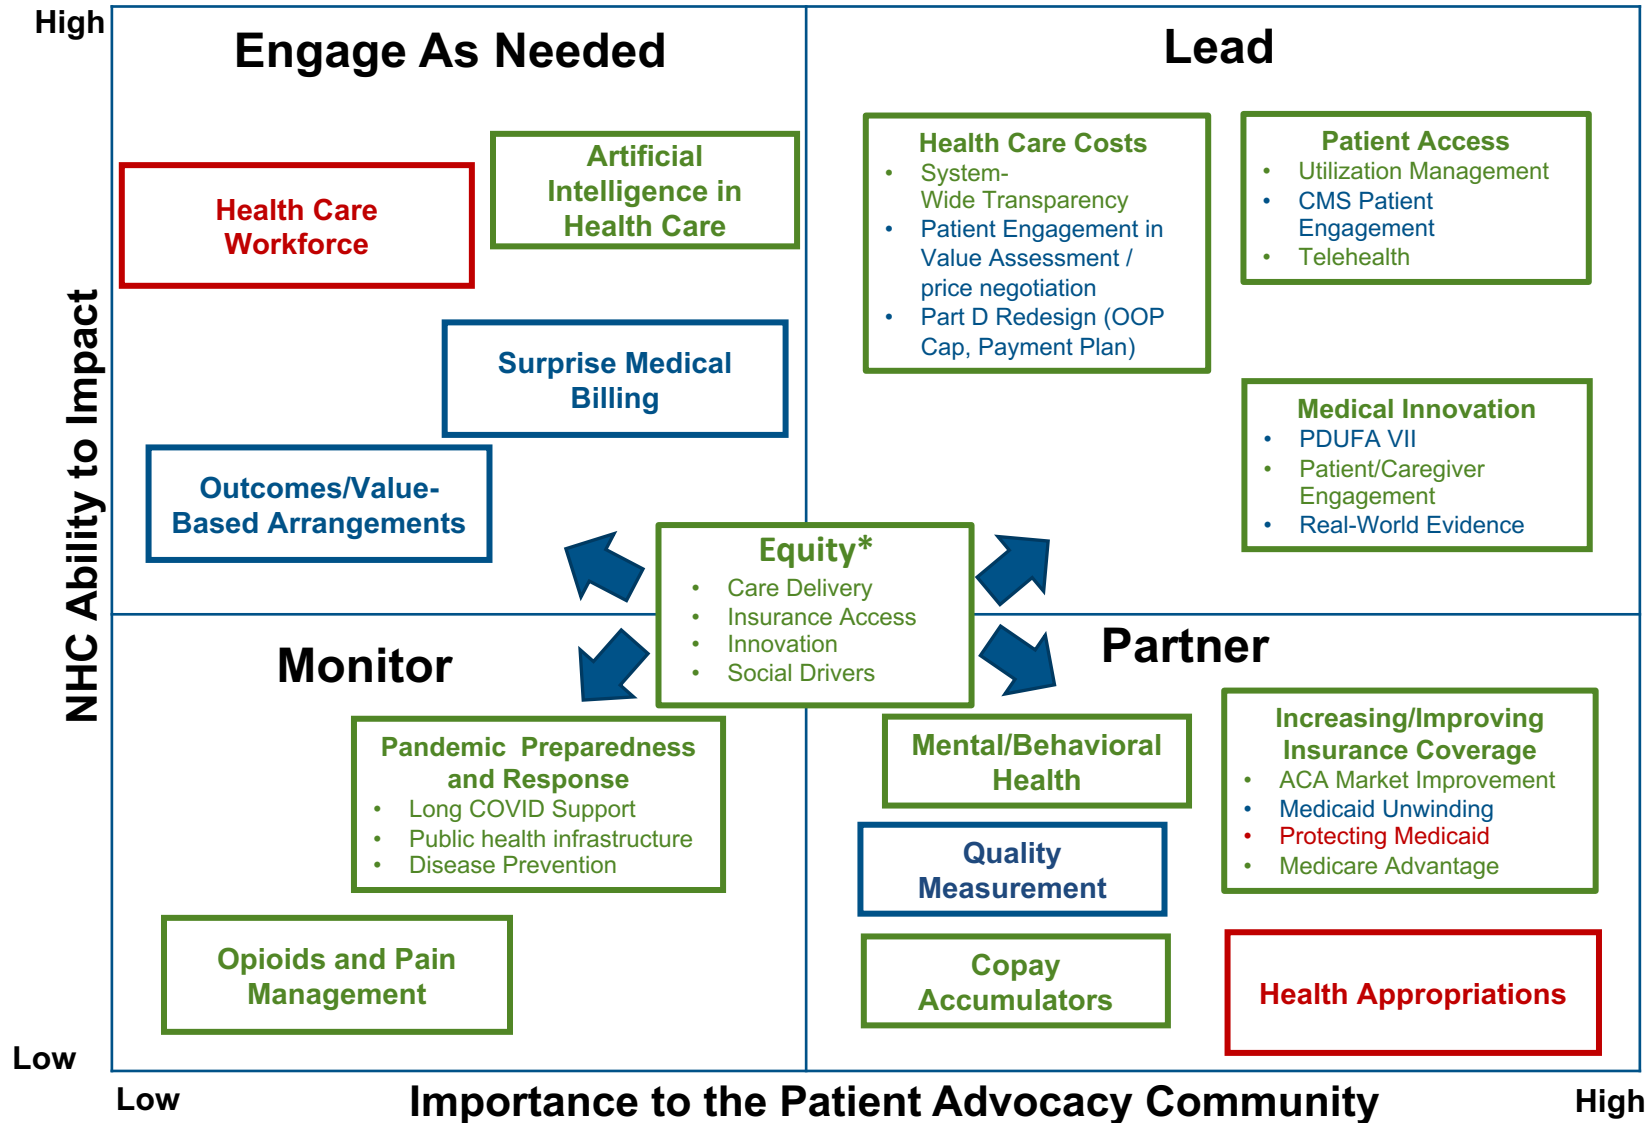 High
Engage As Needed
Lead
NHC Ability to Impact
Health Care
Workforce
Artificial
Intelligence in
Health Care
Surprise Medical
Billing
Outcomes/Value-
Based Arrangements
Health Care Costs
• System-
Wide Transparency
• Patient Engagement in
Value Assessment /
price negotiation
• Part D Redesign (OOP
Cap, Payment Plan)
Patient Access
• Utilization Management
• CMS Patient
Engagement
• Telehealth
Medical Innovation
• PDUFA VII
• Patient/Caregiver
Engagement
• Real-World Evidence
Equity*
• Care Delivery
• Insurance Access
• Innovation
• Social Drivers
Monitor
Partner
Pandemic Preparedness
and Response
• Long COVID Support
• Public health infrastructure
• Disease Prevention
Opioids and Pain
Management
Mental/Behavioral
Health
Quality
Measurement
Copay
Accumulators
Increasing/Improving
Insurance Coverage
• ACA Market Improvement
• Medicaid Unwinding
• Protecting Medicaid
• Medicare Advantage
Health Appropriations
Low
Low
Importance to the Patient Advocacy Community
High